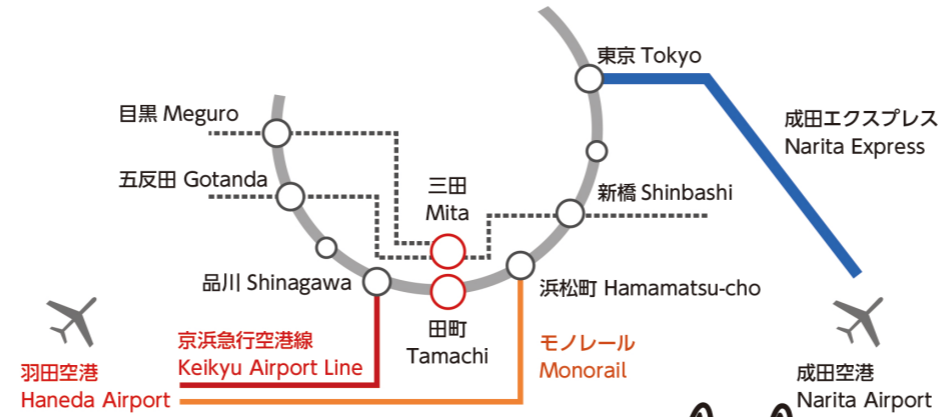 東京 Tokyo
目黒 Meguro
成田エクスプレス
Narita Express
五反田 Gotanda
三田
Mita
新橋 Shinbashi
品川 Shinagawa
浜松町 Hamamatsu-cho
田町
Tamachi
京浜急行空港線
Keikyu Airport Line
モノレール
Monorail
羽田空港
Haneda Airport
成田空港
Narita Airport